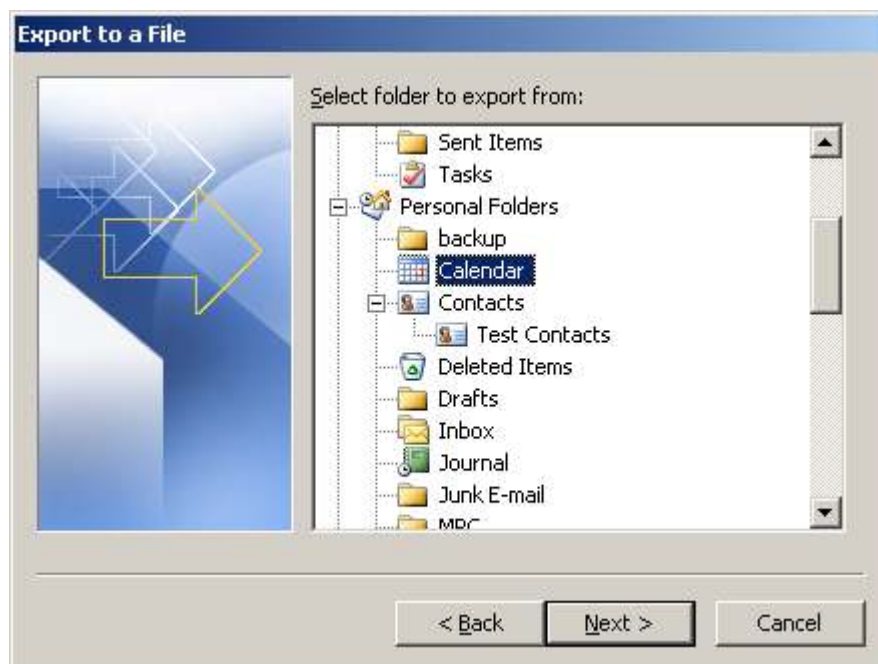 Export to a File
Select folder to export from:
Sent Items
Tasks
Personal Folders
backup
Calendar
Contacts
Test Contacts
Deleted Items
Drafts
Inbox
Journal
Junk E-mail
< Back
Next >
Cancel